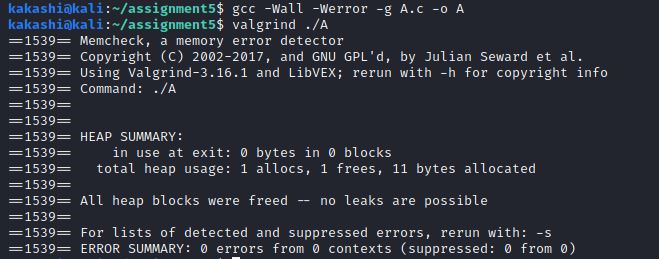 kakashi@kali:~/assignment5$ gcc -Wall -Werror -g A.c -o A
kakashi@kali:~/assignment5$ valgrind ./A
==1539== Memcheck, a memory error detector
==1539== Copyright (C) 2002-2017, and GNU GPL'd, by Julian Seward et al.
==1539== Using Valgrind-3.16.1 and LibVEX; rerun with -h for copyright info
==1539== Command: ./A
==1539==
==1539==
==1539== HEAP SUMMARY:
==1539==     in use at exit: 0 bytes in 0 blocks
==1539==   total heap usage: 1 allocs, 1 frees, 11 bytes allocated
==1539==
==1539== All heap blocks were freed -- no leaks are possible
==1539==
==1539== For lists of detected and suppressed errors, rerun with: -s
==1539== ERROR SUMMARY: 0 errors from 0 contexts (suppressed: 0 from 0)